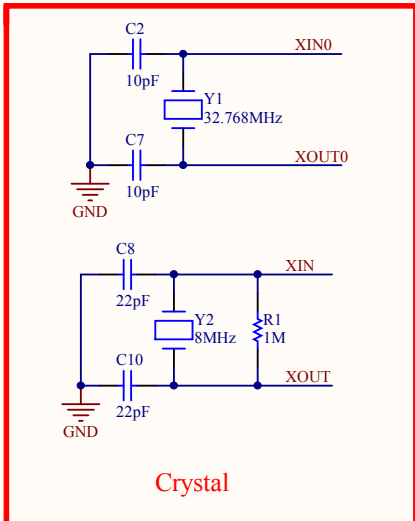 C2
XIN0
10pF
Y1
32.768MHz
C7
XOUT0
10pF
GND
C8
XIN
22pF
Y2
R1
8MHz
1M
C10
XOUT
22pF
GND
Crystal